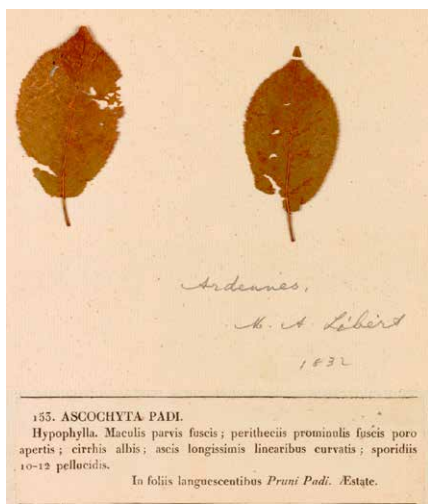 Ardennes,
M. A. Libert
1832
153. ASCOCHYTA PADI.
Hypophylla. Maculis parvis fuscis ; peritheciis prominulis fuscis poro
apertis ; cirrhis albis ; ascis longissimis linearibus curvatis ; sporidiis
10-12 pellucidis.
In foliis languescentibus Pruni Padi. Æstate.